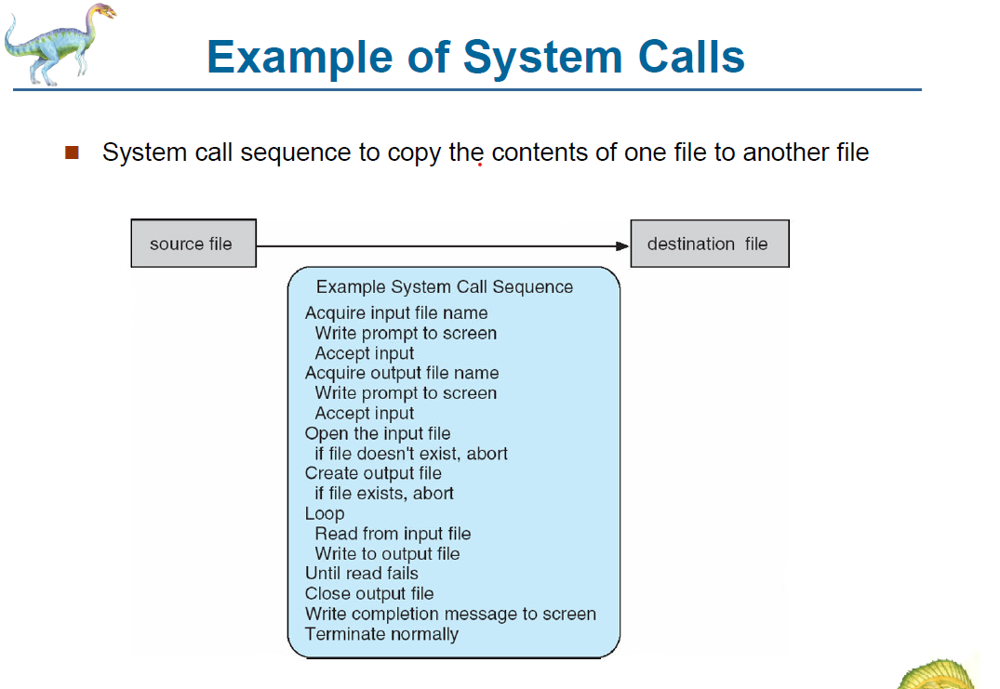 Example of System Calls
System call sequence to copy the contents of one file to another file
source file
destination file
Example System Call Sequence
Acquire input file name
Write prompt to screen
Accept input
Acquire output file name
Write prompt to screen
Accept input
Open the input file
if file doesn't exist, abort
Create output file
if file exists, abort
Loop
Read from input file
Write to output file
Until read fails
Close output file
Write completion message to screen
Terminate normally